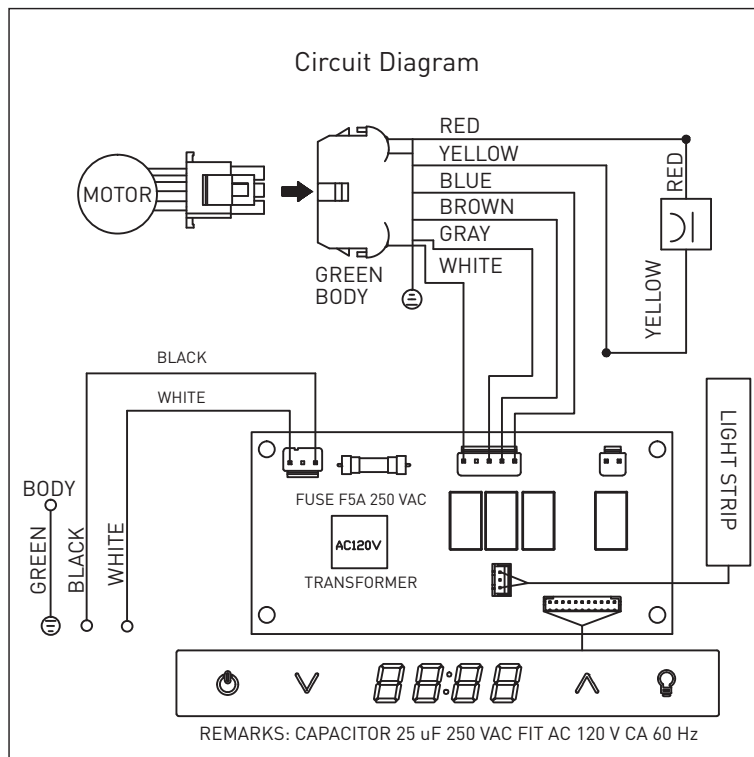 Circuit Diagram
RED
YELLOW
BLUE
BROWN
GRAY
WHITE
MOTOR
GREEN
BODY
RED
YELLOW
BLACK
WHITE
LIGHT STRIP
BODY
GREEN
BLACK
WHITE
FUSE F5A 250 VAC
AC120V
TRANSFORMER
88:88
REMARKS: CAPACITOR 25 uF 250 VAC FIT AC 120 V CA 60 Hz